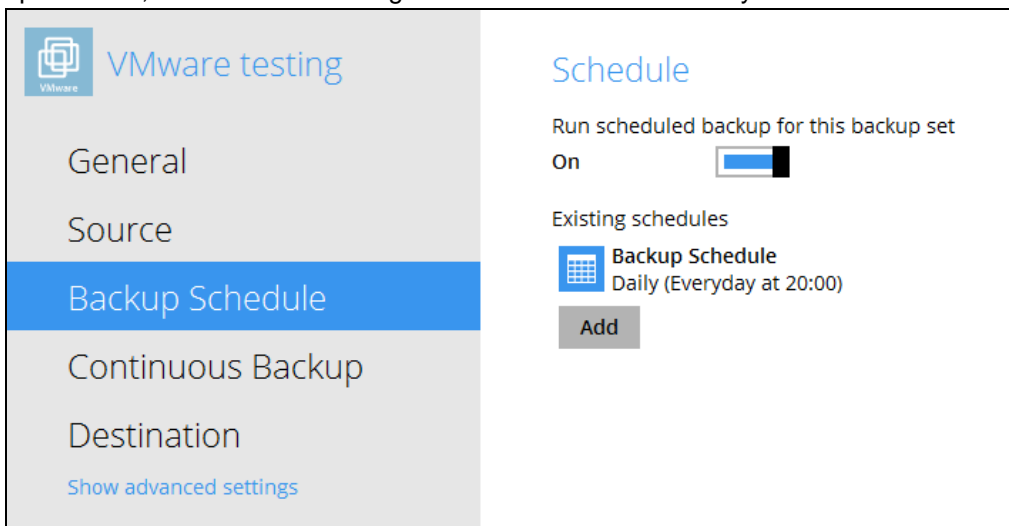 VMware testing
VMware
General
Source
Backup Schedule
Continuous Backup
Destination
Show advanced settings
Schedule
Run scheduled backup for this backup set
On
Existing schedules
Backup Schedule
Daily (Everyday at 20:00)
Add